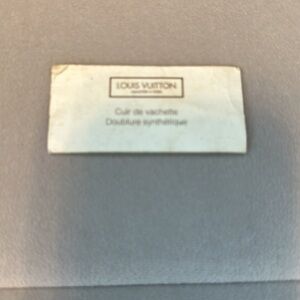 LOUIS VUITTON
Cuir de vachette
Doublure synthétique